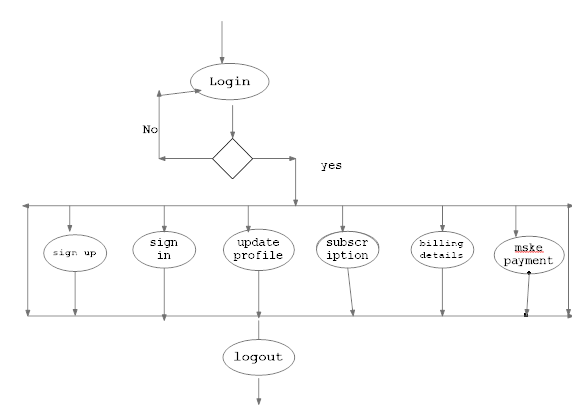 Login
No
yes
sign up
sign
in
update
profile
subscr
iption
billing
details
mske
payment
logout